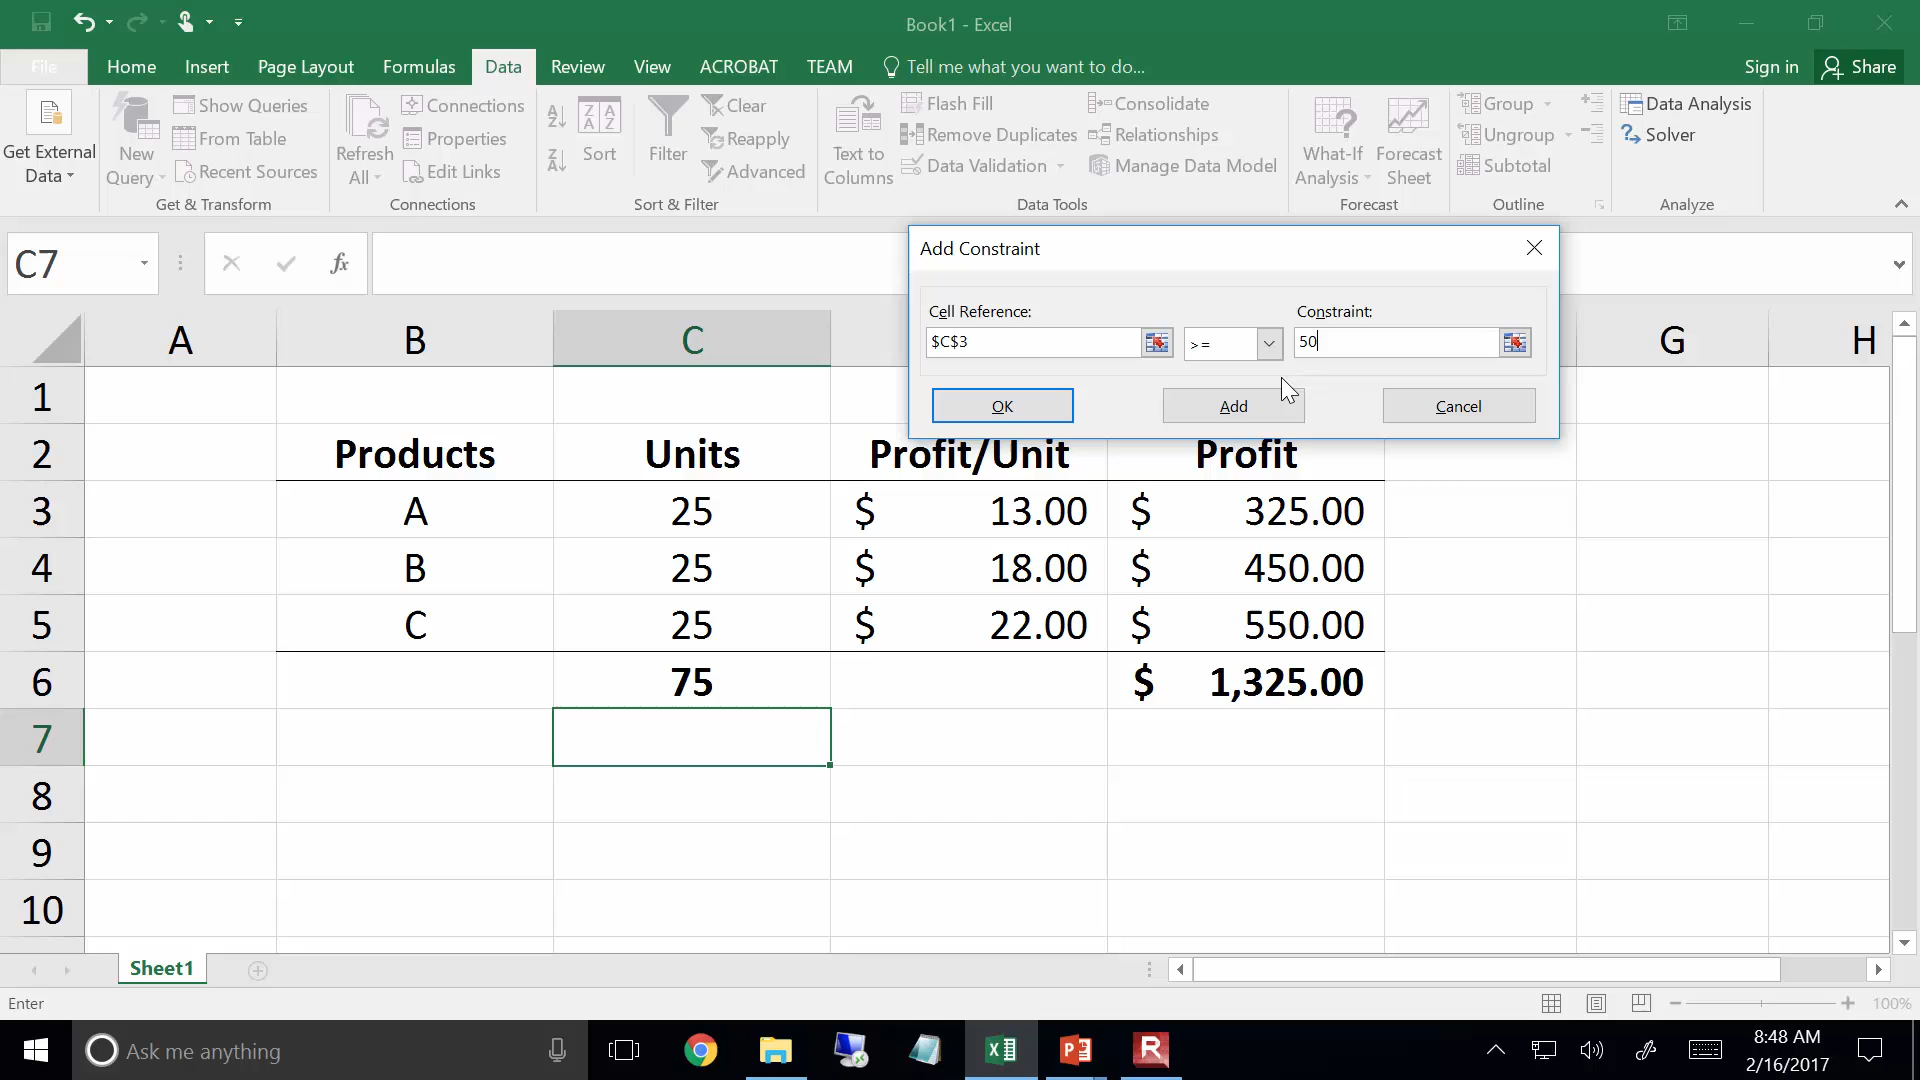 Book1 - Excel
File Home Insert Page Layout Formulas Data Review View ACROBAT TEAM Tell me what you want to do... Sign in Share
Get External Data
New Query
Show Queries
From Table
Recent Sources
Get & Transform
Refresh All
Connections
Properties
Edit Links
Connections
Sort
Filter
Clear
Reapply
Advanced
Sort & Filter
Text to Columns
Flash Fill
Remove Duplicates
Data Validation
Consolidate
Relationships
Manage Data Model
Data Tools
What-If Analysis
Forecast Sheet
Forecast
Group
Ungroup
Subtotal
Outline
Data Analysis
Solver
Analyze
C7
fx
Add Constraint
Cell Reference: Constraint:
$C$3 >= 50
OK Add Cancel
A B C G H
1
2 Products Units Profit/Unit Profit
3 A 25 $ 13.00 $ 325.00
4 B 25 $ 18.00 $ 450.00
5 C 25 $ 22.00 $ 550.00
6 75 $ 1,325.00
7
8
9
10
Sheet1
Enter 100%
Ask me anything
8:48 AM
2/16/2017